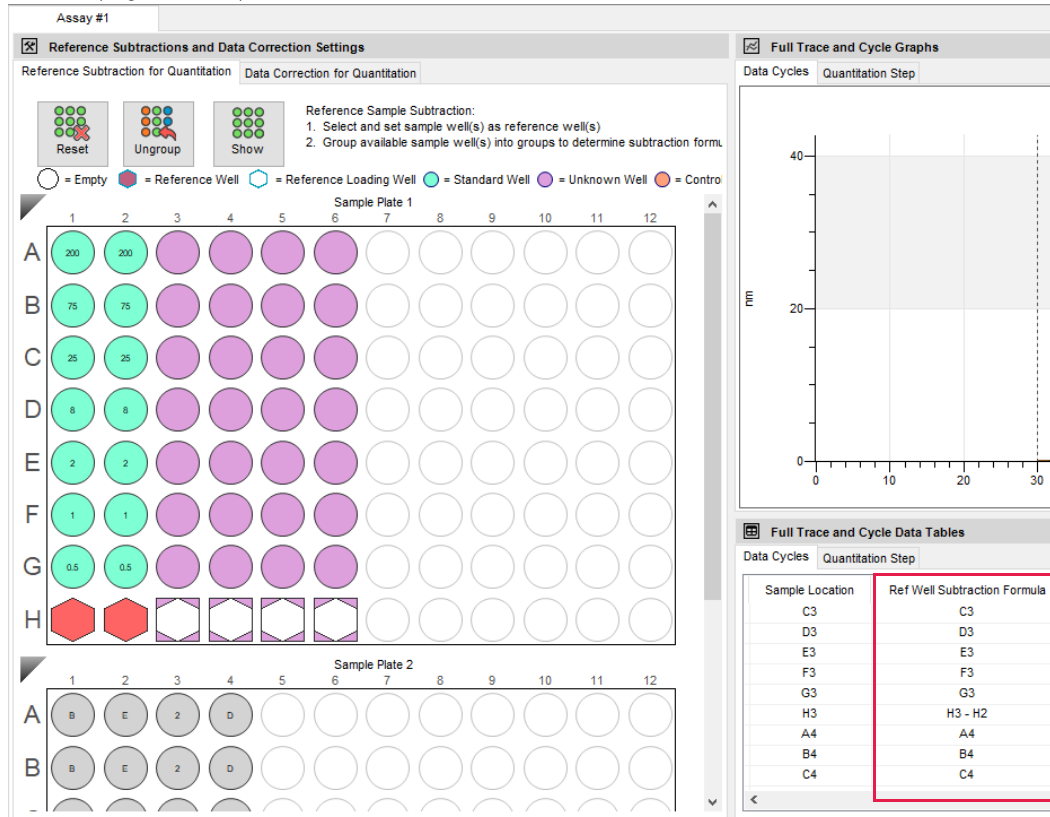 Assay #1
Reference Subtractions and Data Correction Settings
Reference Subtraction for Quantitation
Data Correction for Quantitation
Reset
Ungroup
Show
Reference Sample Subtraction:
1. Select and set sample well(s) as reference well(s)
2. Group available sample well(s) into groups to determine subtraction formu
= Empty
= Reference Well
= Reference Loading Well
= Standard Well
= Unknown Well
= Contro
Sample Plate 1
1 2 3 4 5 6 7 8 9 10 11 12
A 200 200
B 75 75
C 25 25
D 8 8
E 2 2
F 1 1
G 0.5 0.5
H
Sample Plate 2
1 2 3 4 5 6 7 8 9 10 11 12
A B E 2 D
B B E 2 D
Full Trace and Cycle Graphs
Data Cycles
Quantitation Step
nm
40
20
0
0 10 20 30
Full Trace and Cycle Data Tables
Data Cycles
Quantitation Step
Sample Location Ref Well Subtraction Formula
C3 C3
D3 D3
E3 E3
F3 F3
G3 G3
H3 H3 - H2
A4 A4
B4 B4
C4 C4